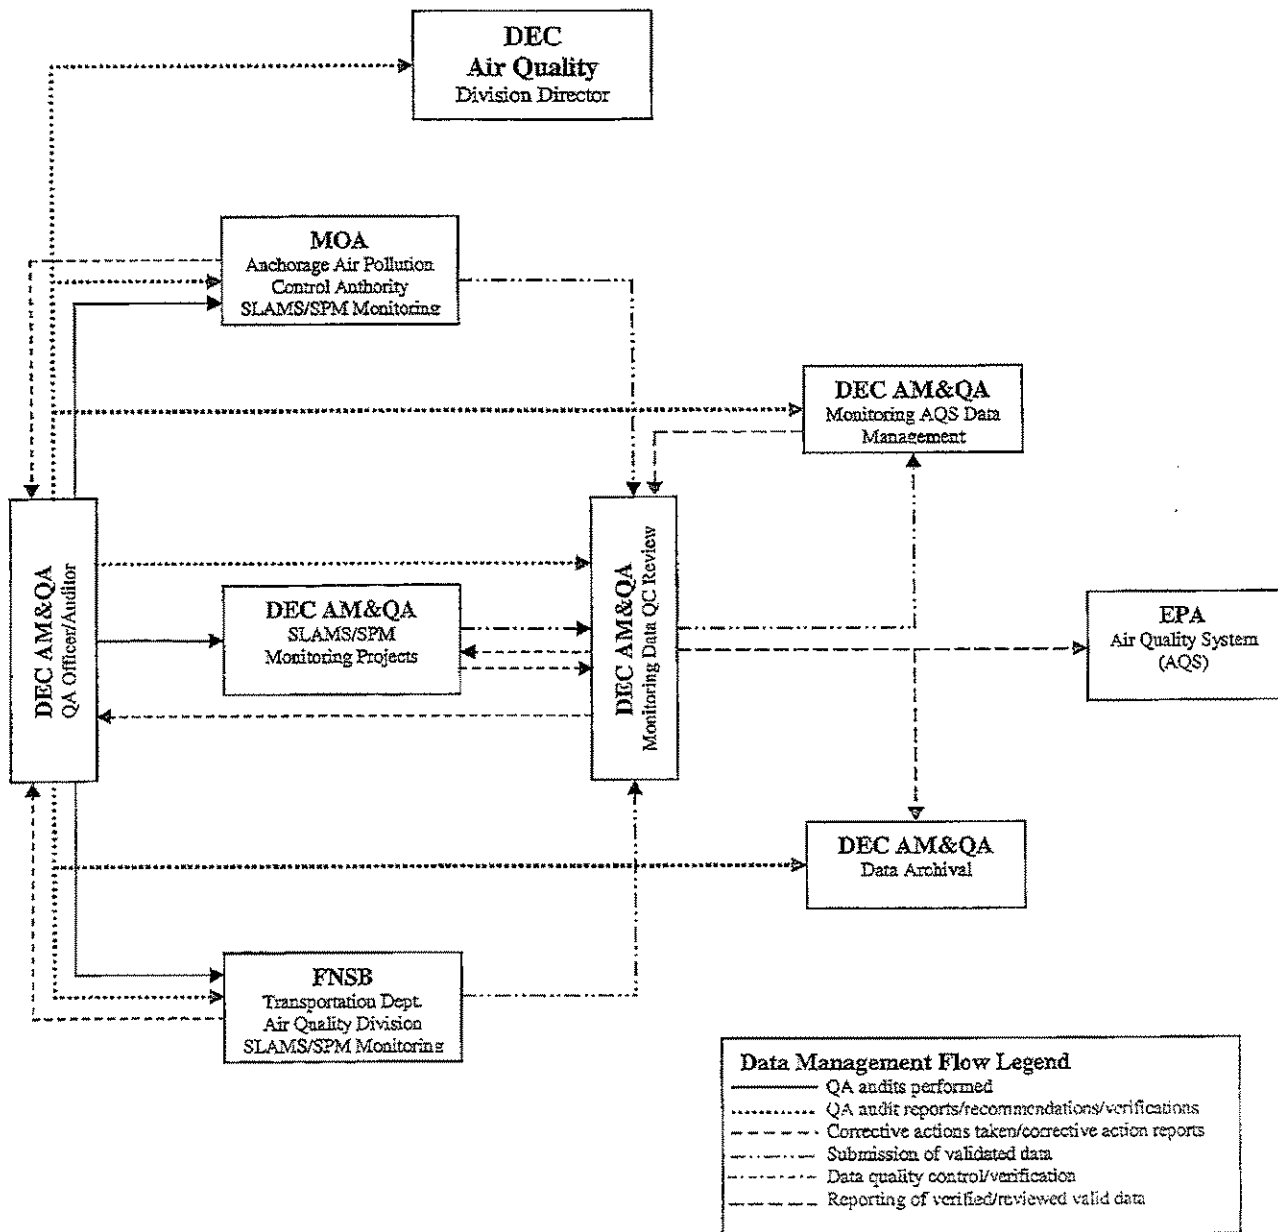 DEC
Air Quality
Division Director
MOA
Anchorage Air Pollution
Control Authority
SLAMS/SPM Monitoring
DEC AM&QA
Monitoring AQS Data
Management
DEC AM&QA
QA Officer/Auditor
DEC AM&QA
SLAMS/SPM
Monitoring Projects
DEC AM&QA
Monitoring Data QC Review
EPA
Air Quality System
(AQS)
DEC AM&QA
Data Archival
FNSB
Transportation Dept.
Air Quality Division
SLAMS/SPM Monitoring
Data Management Flow Legend
QA audits performed
QA audit reports/recommendations/verifications
Corrective actions taken/corrective action reports
Submission of validated data
Data quality control/verification
Reporting of verified/reviewed valid data